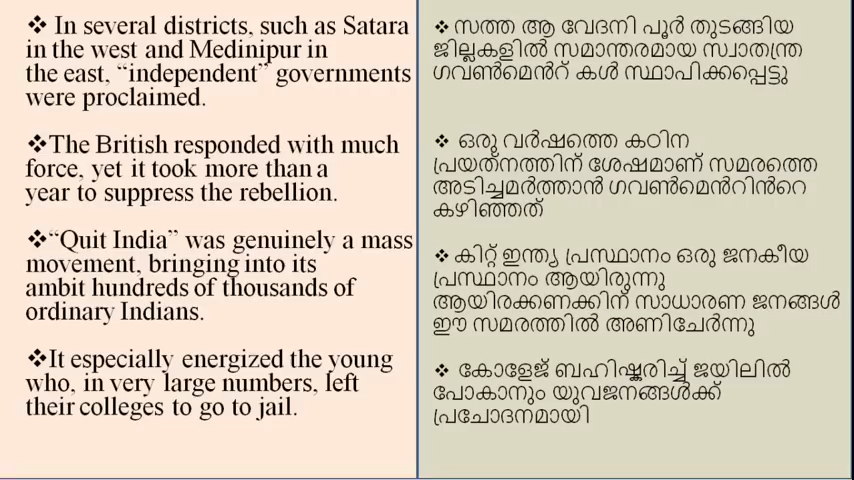 ❖ In several districts, such as Satara
in the west and Medinipur in
the east, “independent” governments
were proclaimed.
❖The British responded with much
force, yet it took more than a
year to suppress the rebellion.
❖“Quit India” was genuinely a mass
movement, bringing into its
ambit hundreds of thousands of
ordinary Indians.
❖It especially energized the young
who, in very large numbers, left
their colleges to go to jail.
❖ സത്ത ആ വേദനി പൂർ തുടങ്ങിയ
ജില്ലകളിൽ സമാന്തരമായ സ്വാതന്ത്ര
ഗവൺമെൻറ് കൾ സ്ഥാപിക്കപ്പെട്ടു
❖ ഒരു വർഷത്തെ കഠിന
പ്രയത്നത്തിന് ശേഷമാണ് സമരത്തെ
അടിച്ചമർത്താൻ ഗവൺമെൻറിൻറെ
കഴിഞ്ഞത്
❖ കിറ്റ് ഇന്ത്യ പ്രസ്ഥാനം ഒരു ജനകീയ
പ്രസ്ഥാനം ആയിരുന്നു
ആയിരക്കണക്കിന് സാധാരണ ജനങ്ങൾ
ഈ സമരത്തിൽ അണിചേർന്നു
❖ കോളേജ് ബഹിഷ്കരിച്ച് ജയിലിൽ
പോകാനും യുവജനങ്ങൾക്ക്
പ്രചോദനമായി